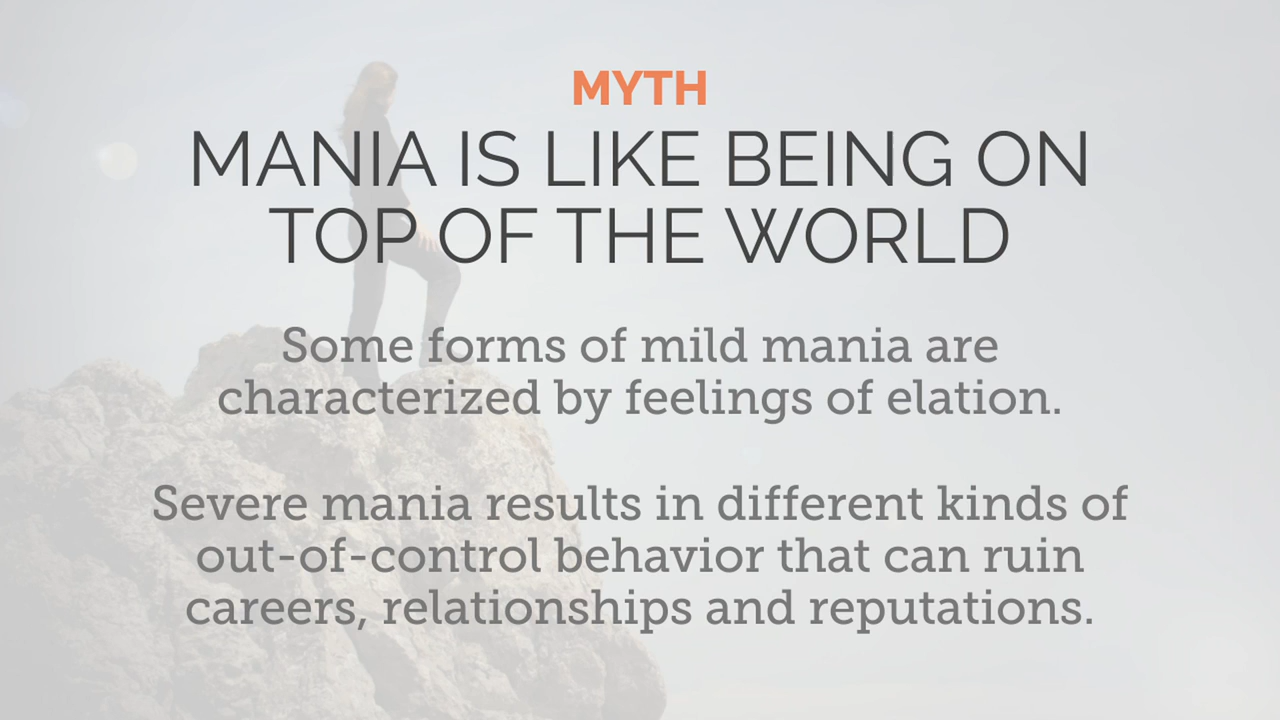 MYTH
MANIA IS LIKE BEING ON
TOP OF THE WORLD
Some forms of mild mania are
characterized by feelings of elation.
Severe mania results in different kinds of
out-of-control behavior that can ruin
careers, relationships and reputations.